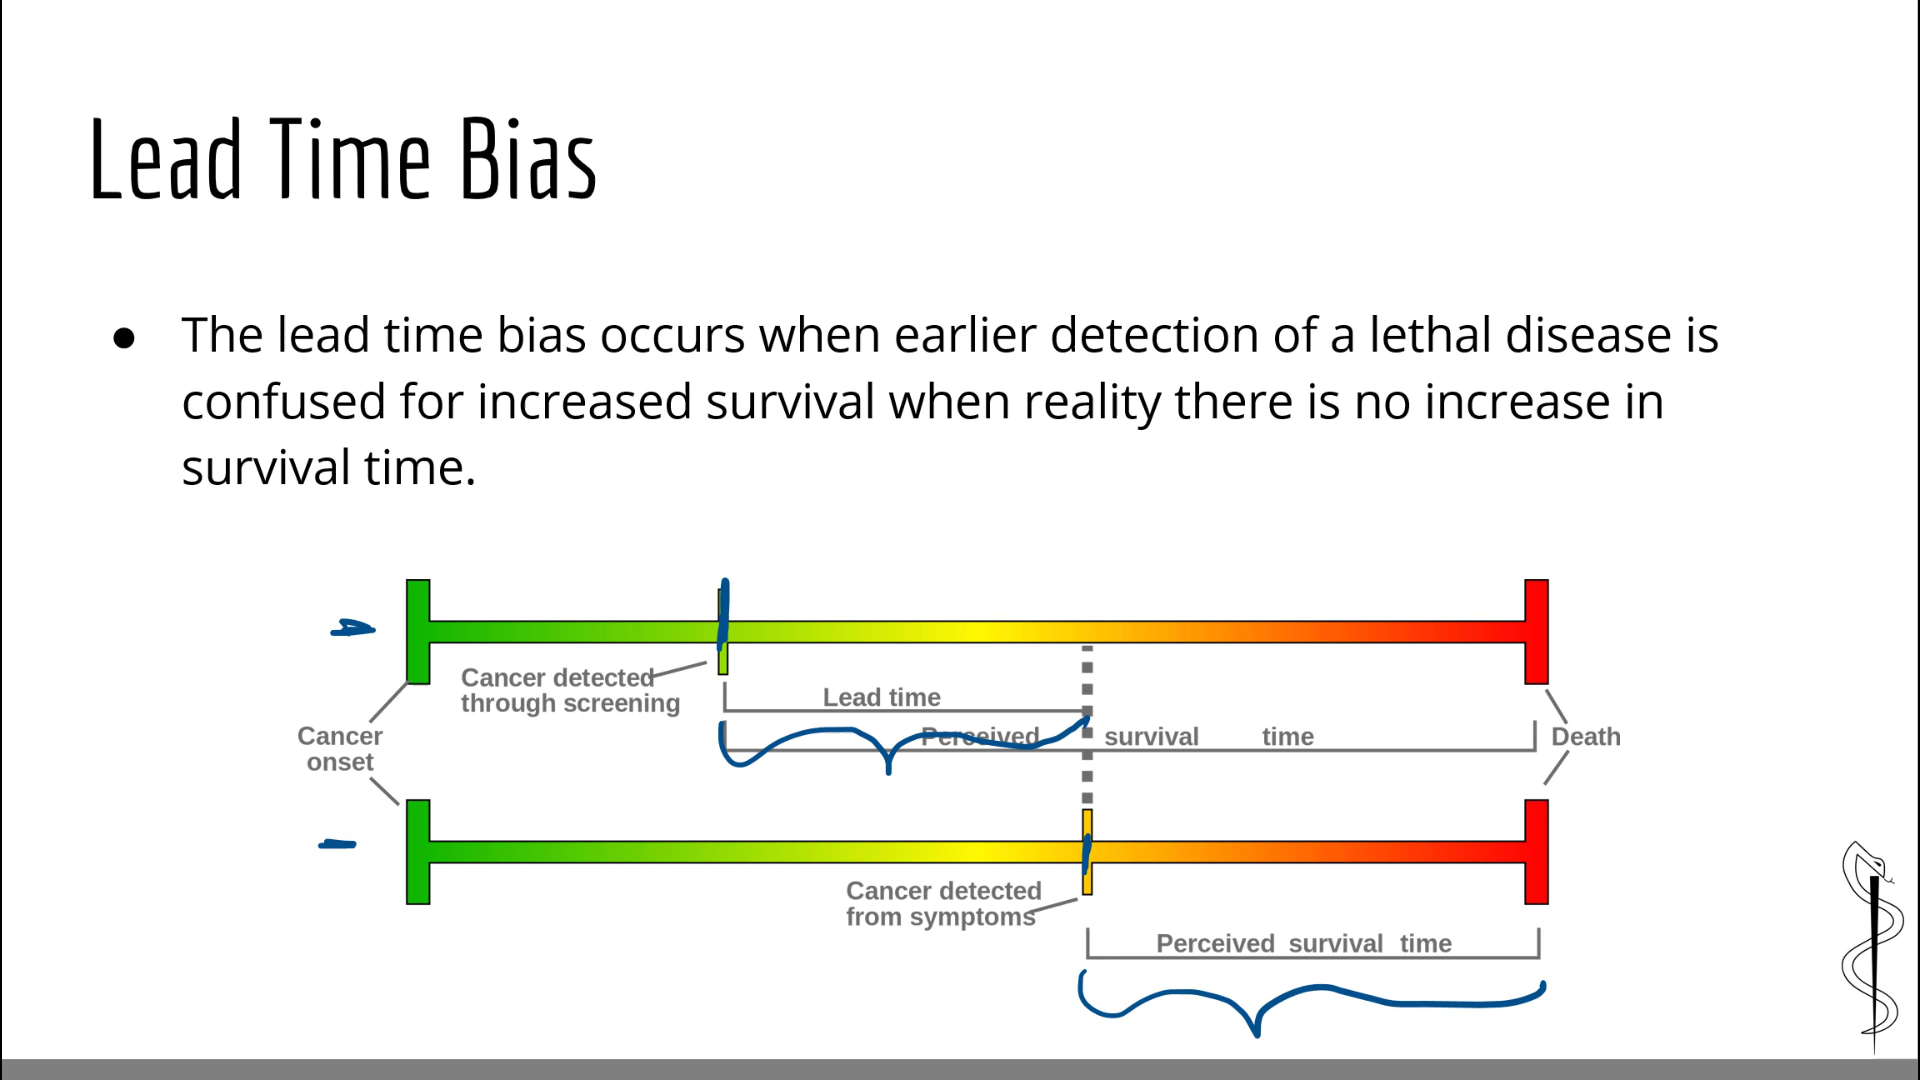 Lead Time Bias
● The lead time bias occurs when earlier detection of a lethal disease is
confused for increased survival when reality there is no increase in
survival time.
Cancer detected
through screening
Lead time
Perceived survival time
Cancer
onset
Death
Cancer detected
from symptoms
Perceived survival time